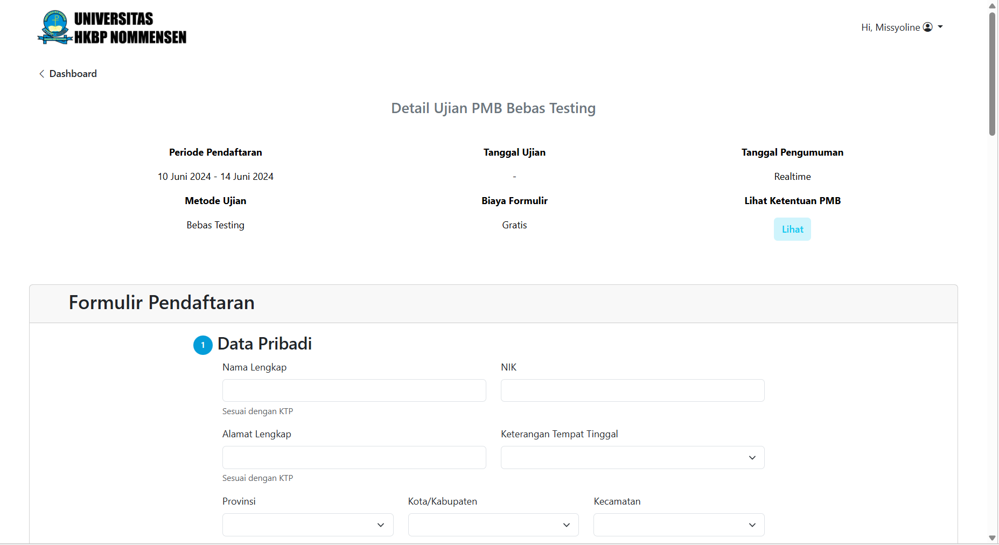 UNIVERSITAS
HKBP NOMMENSEN
Hi, Missyoline
Dashboard
Detail Ujian PMB Bebas Testing
Periode Pendaftaran
Tanggal Ujian
Tanggal Pengumuman
10 Juni 2024 - 14 Juni 2024
-
Realtime
Metode Ujian
Biaya Formulir
Lihat Ketentuan PMB
Bebas Testing
Gratis
Lihat
Formulir Pendaftaran
1 Data Pribadi
Nama Lengkap
NIK
Sesuai dengan KTP
Alamat Lengkap
Keterangan Tempat Tinggal
Sesuai dengan KTP
Provinsi
Kota/Kabupaten
Kecamatan